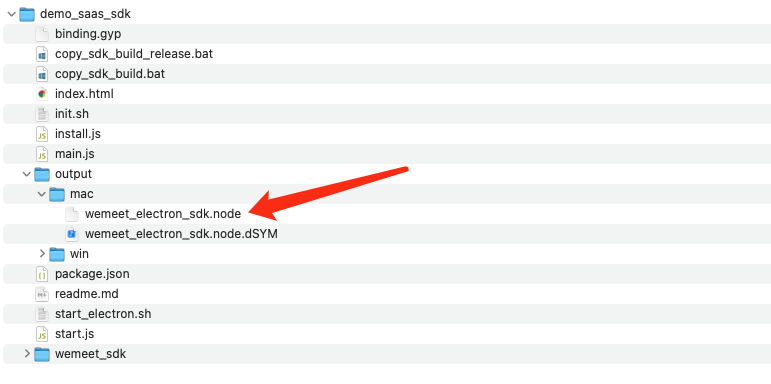 demo_saas_sdk
binding.gyp
copy_sdk_build_release.bat
copy_sdk_build.bat
index.html
init.sh
install.js
main.js
output
mac
wemeet_electron_sdk.node
wemeet_electron_sdk.node.dSYM
win
package.json
readme.md
start_electron.sh
start.js
wemeet_sdk